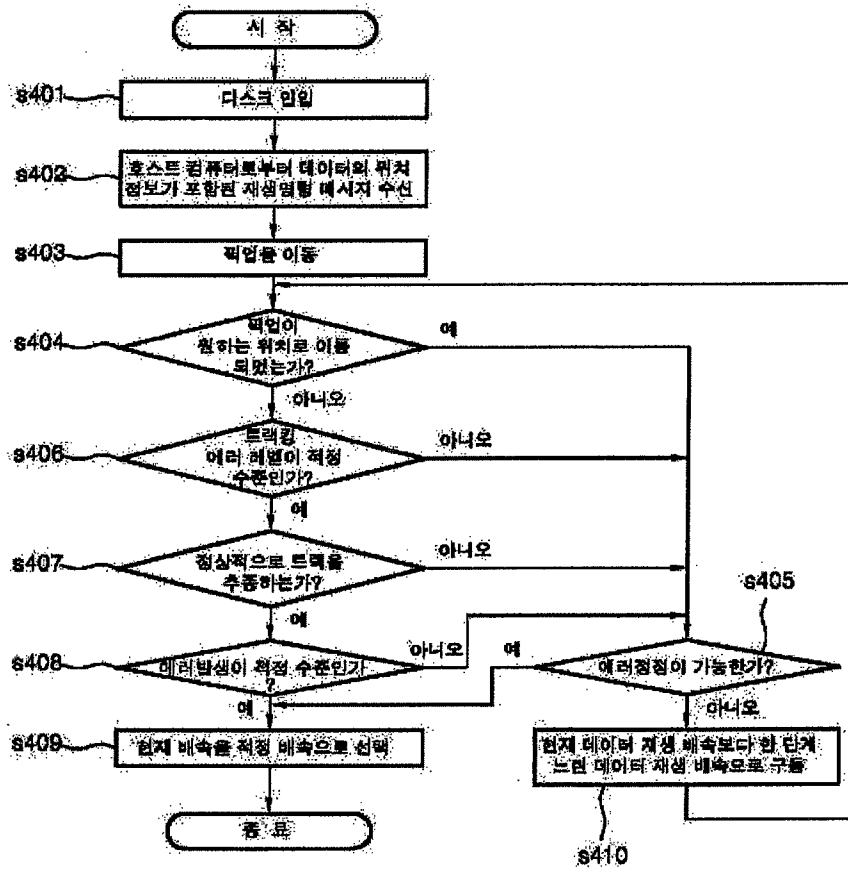 시 작
s401
디스크 인입
s402
호스트 컴퓨터로부터 데이터의 위치
정보가 포함된 재생명령 메시지 수신
s403
픽업을 이동
s404
픽업이
원하는 위치로 이동
되었는가?
예
아니오
s406
트랙킹
에러 레벨이 적정
수준인가?
아니오
예
s407
정상적으로 트랙을
추종하는가?
아니오
예
s405
s408
에러발생이 적정 수준인가
?
아니오
예
예
에러정정이 가능한가?
아니오
s409
현재 배속을 적정 배속으로 선택
현재 데이터 재생 배속보다 한 단계
느린 데이터 재생 배속으로 구동
종 료
s410